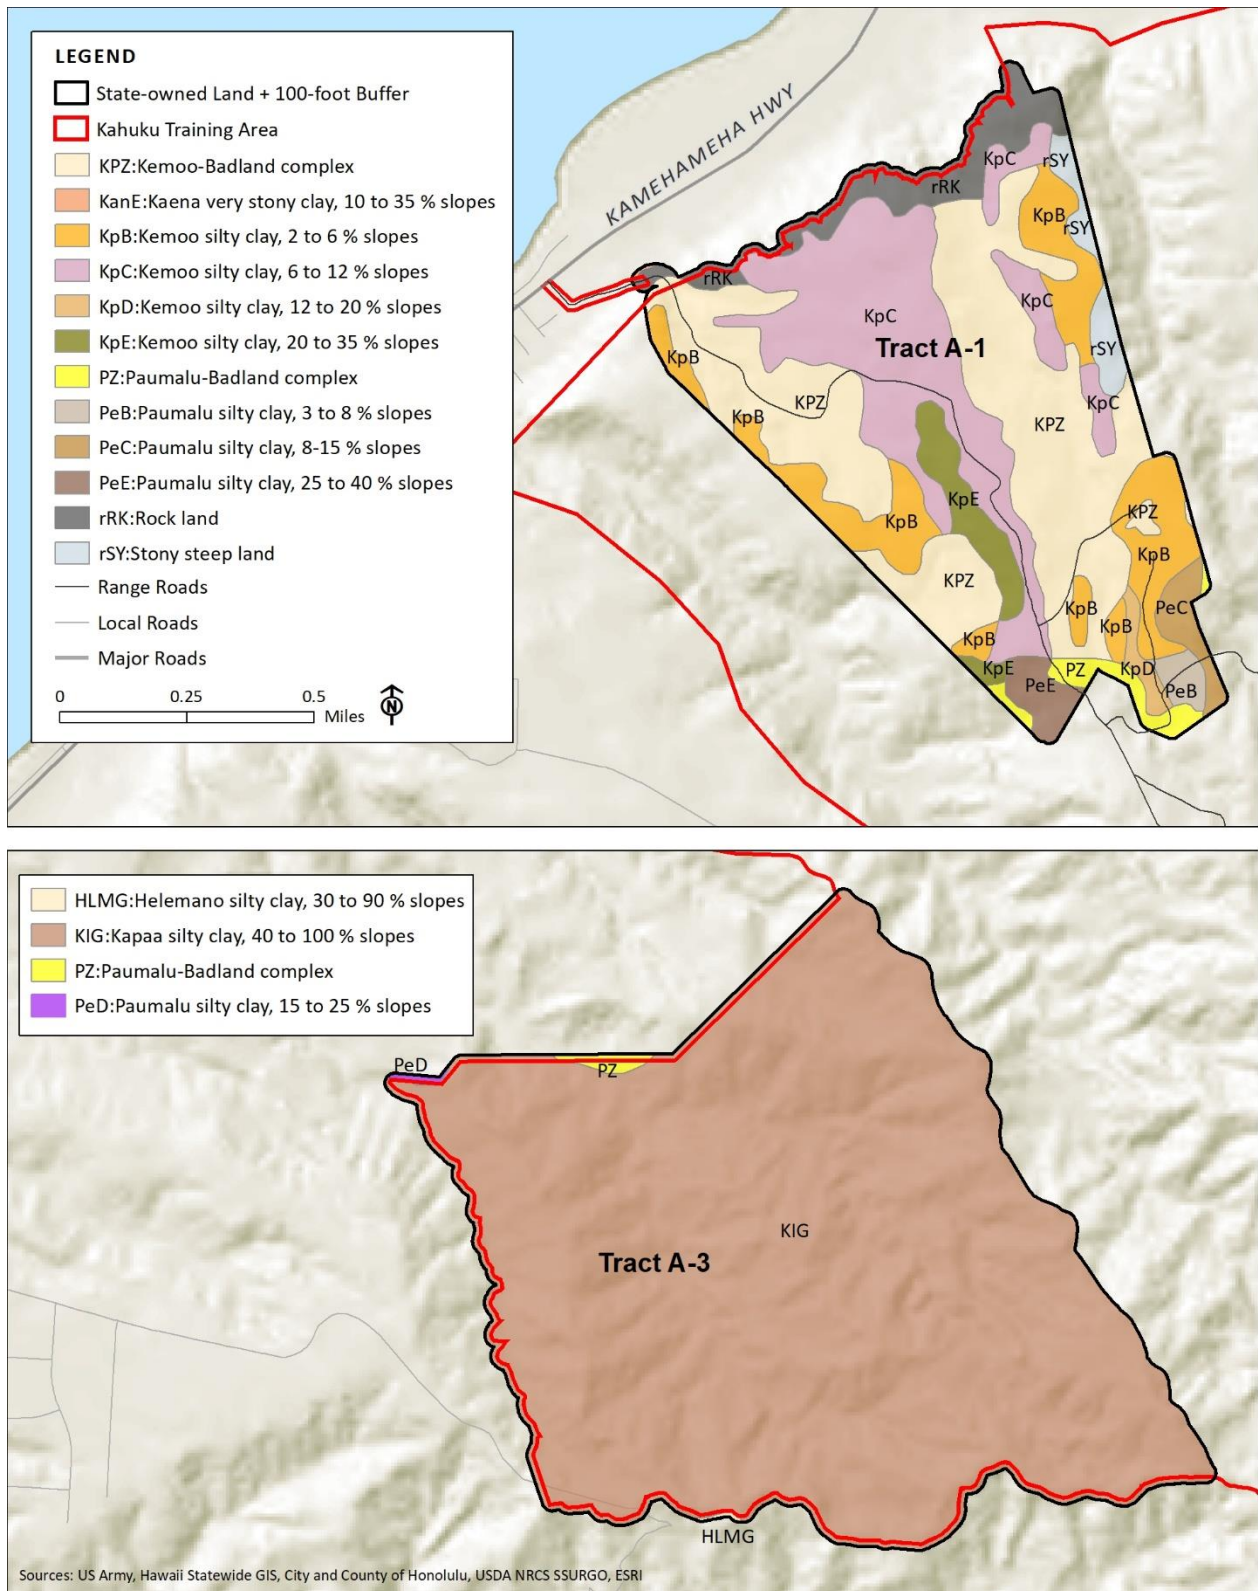 LEGEND
State-owned Land + 100-foot Buffer
Kahuku Training Area
KPZ:Kemoo-Badland complex
KanE:Kaena very stony clay, 10 to 35 % slopes
KpB:Kemoo silty clay, 2 to 6 % slopes
KpC:Kemoo silty clay, 6 to 12 % slopes
KpD:Kemoo silty clay, 12 to 20 % slopes
KpE:Kemoo silty clay, 20 to 35 % slopes
PZ:Paumalu-Badland complex
PeB:Paumalu silty clay, 3 to 8 % slopes
PeC:Paumalu silty clay, 8-15 % slopes
PeE:Paumalu silty clay, 25 to 40 % slopes
rRK:Rock land
rSY:Stony steep land
Range Roads
Local Roads
Major Roads
0 0.25 0.5
Miles
N
KAMEHAMEHA HWY
KpC
rSY
rRK
KpB
rSY
rRK
KpC
KpC
Tract A-1
rSY
KpB
KPZ
KpC
KpB
KPZ
KpE
KpB
KPZ
KpB
KPZ
KpB
PeC
KpB
KpB
KpE
PeE
PZ
KpD
PeB
HLMG:Helemano silty clay, 30 to 90 % slopes
KIG:Kapaa silty clay, 40 to 100 % slopes
PZ:Paumalu-Badland complex
PeD:Paumalu silty clay, 15 to 25 % slopes
PeD
PZ
KIG
Tract A-3
HLMG
Sources: US Army, Hawaii Statewide GIS, City and County of Honolulu, USDA NRCS SSURGO, ESRI